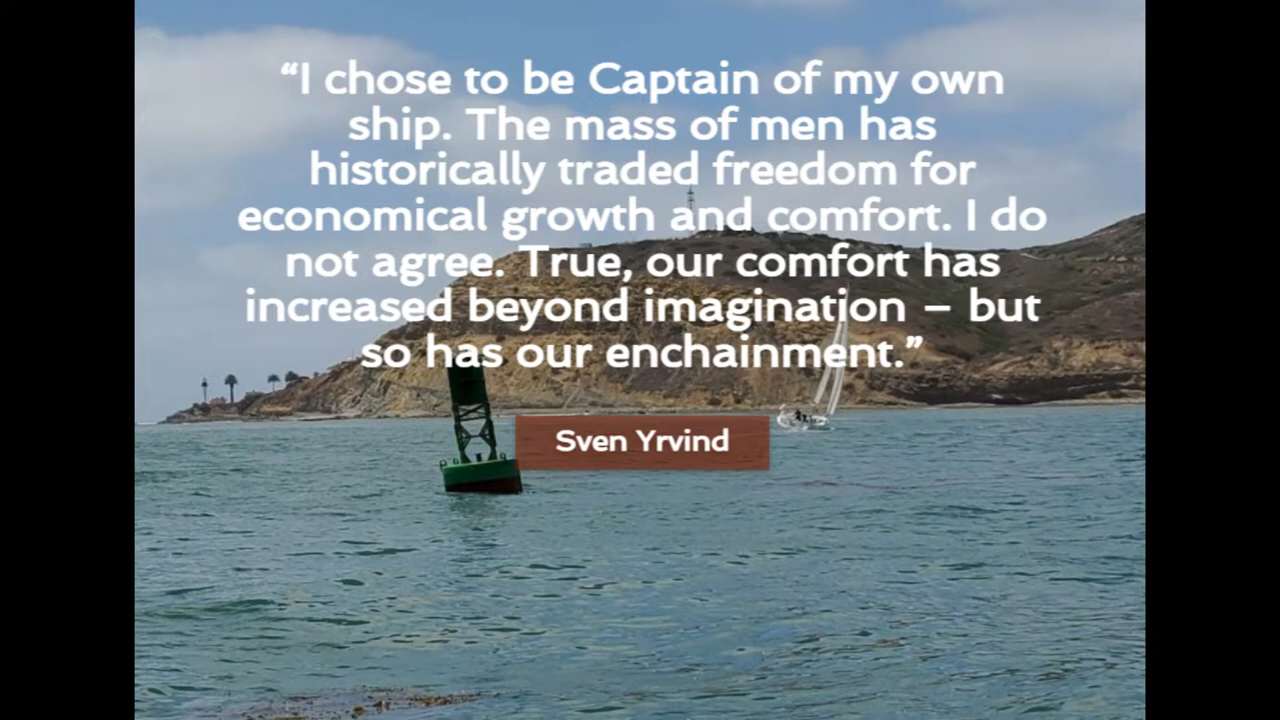 “I chose to be Captain of my own
ship. The mass of men has
historically traded freedom for
economical growth and comfort. I do
not agree. True, our comfort has
increased beyond imagination – but
so has our enchainment.”
Sven Yrvind